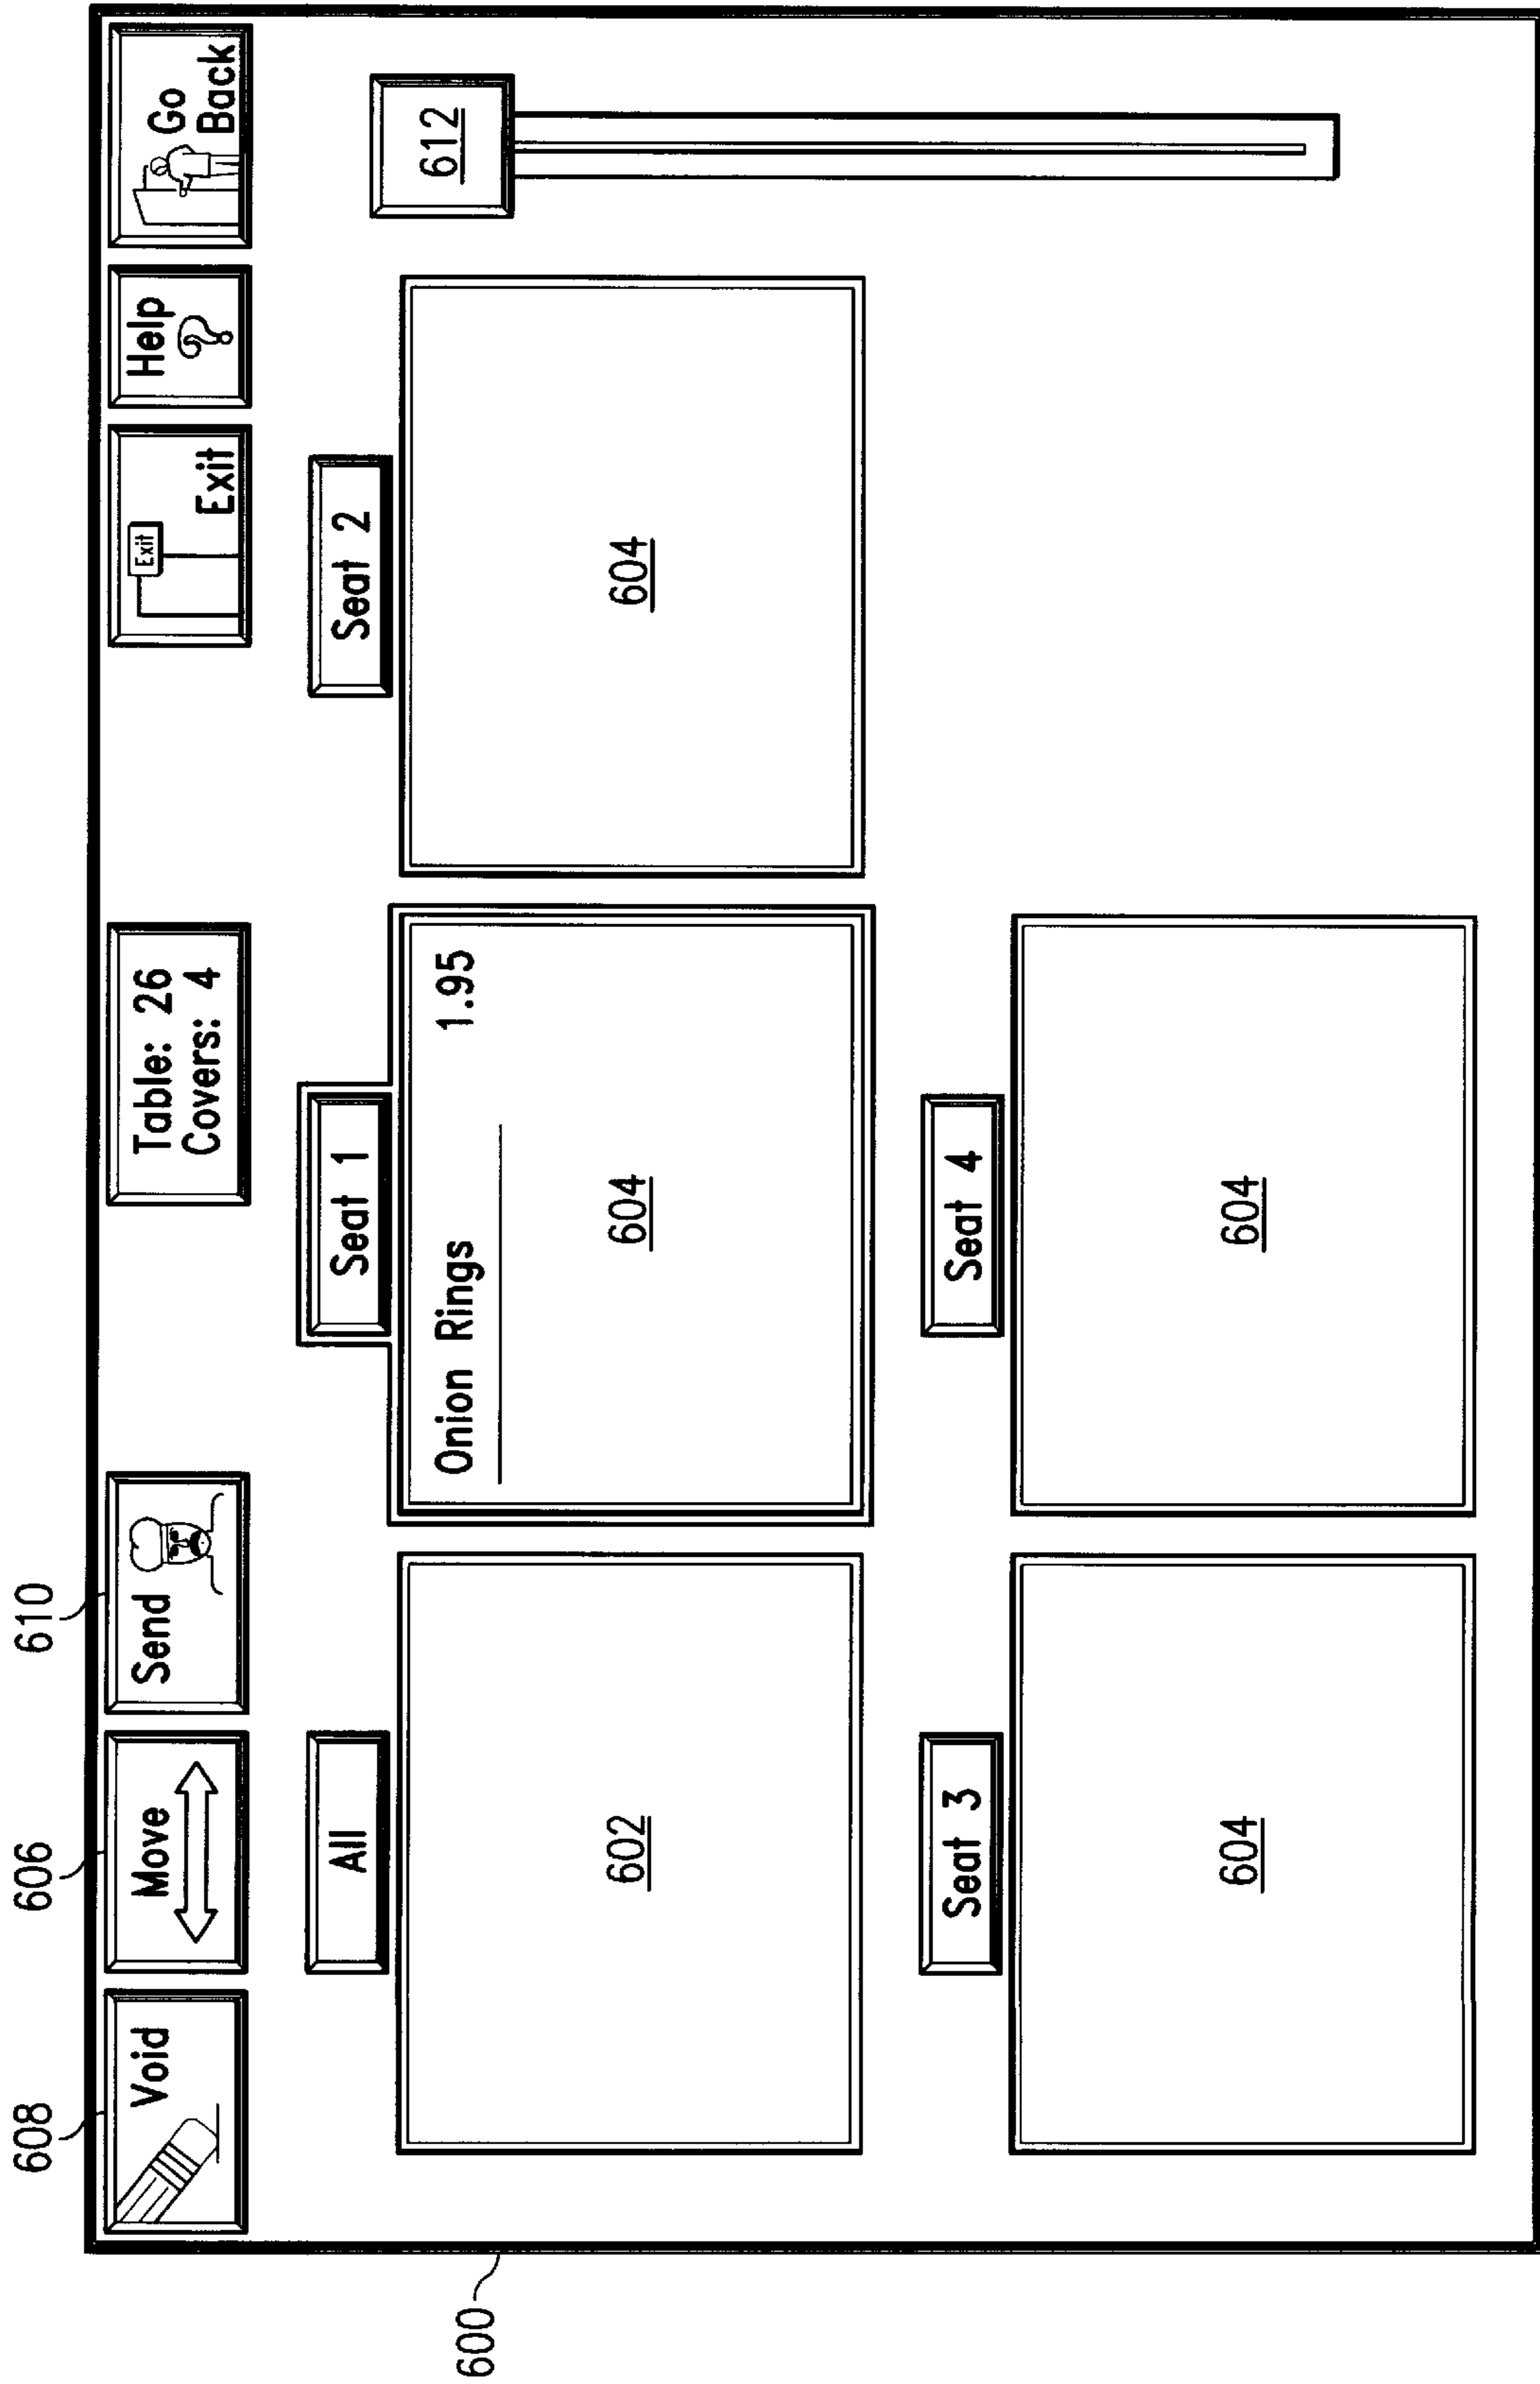 608
606
610
Void
Move
Send
Table: 26
Covers: 4
Exit
Exit
Help
?
Go
Back
All
Seat 1
Seat 2
612
Onion Rings 1.95
602
604
604
Seat 3
Seat 4
604
604
600